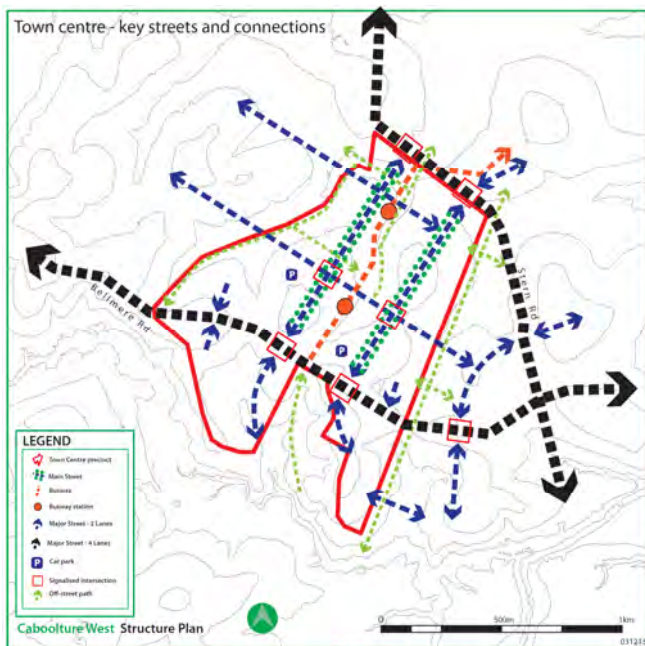 Town centre - key streets and connections
Bellmere Rd
Stern Rd
P
P
LEGEND
Town Centre precinct
Main Street
Busway
Busway station
Major Street - 2 Lanes
Major Street - 4 Lanes
P Car park
Signalised intersection
Off-street path
Caboolture West Structure Plan
0 500m 1km